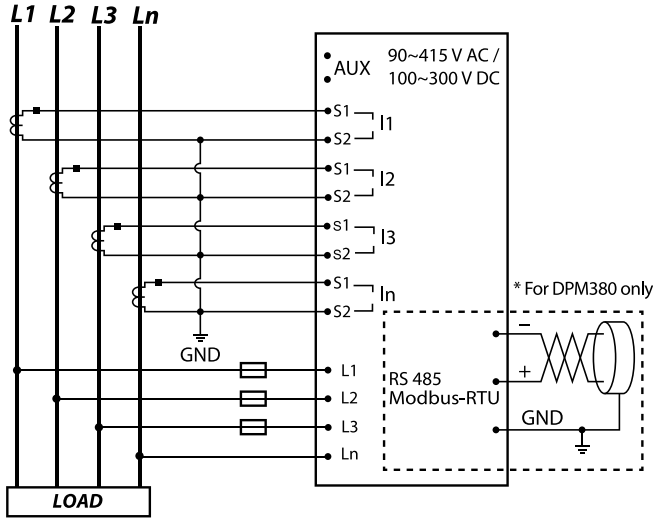 L1 L2 L3 Ln
AUX
90~415 V AC /
100~300 V DC
S1
I1
S2
S1
I2
S2
s1
I3
s2
S1
In
S2
GND
* For DPM380 only
−
+
RS 485
Modbus-RTU
GND
L1
L2
L3
Ln
LOAD